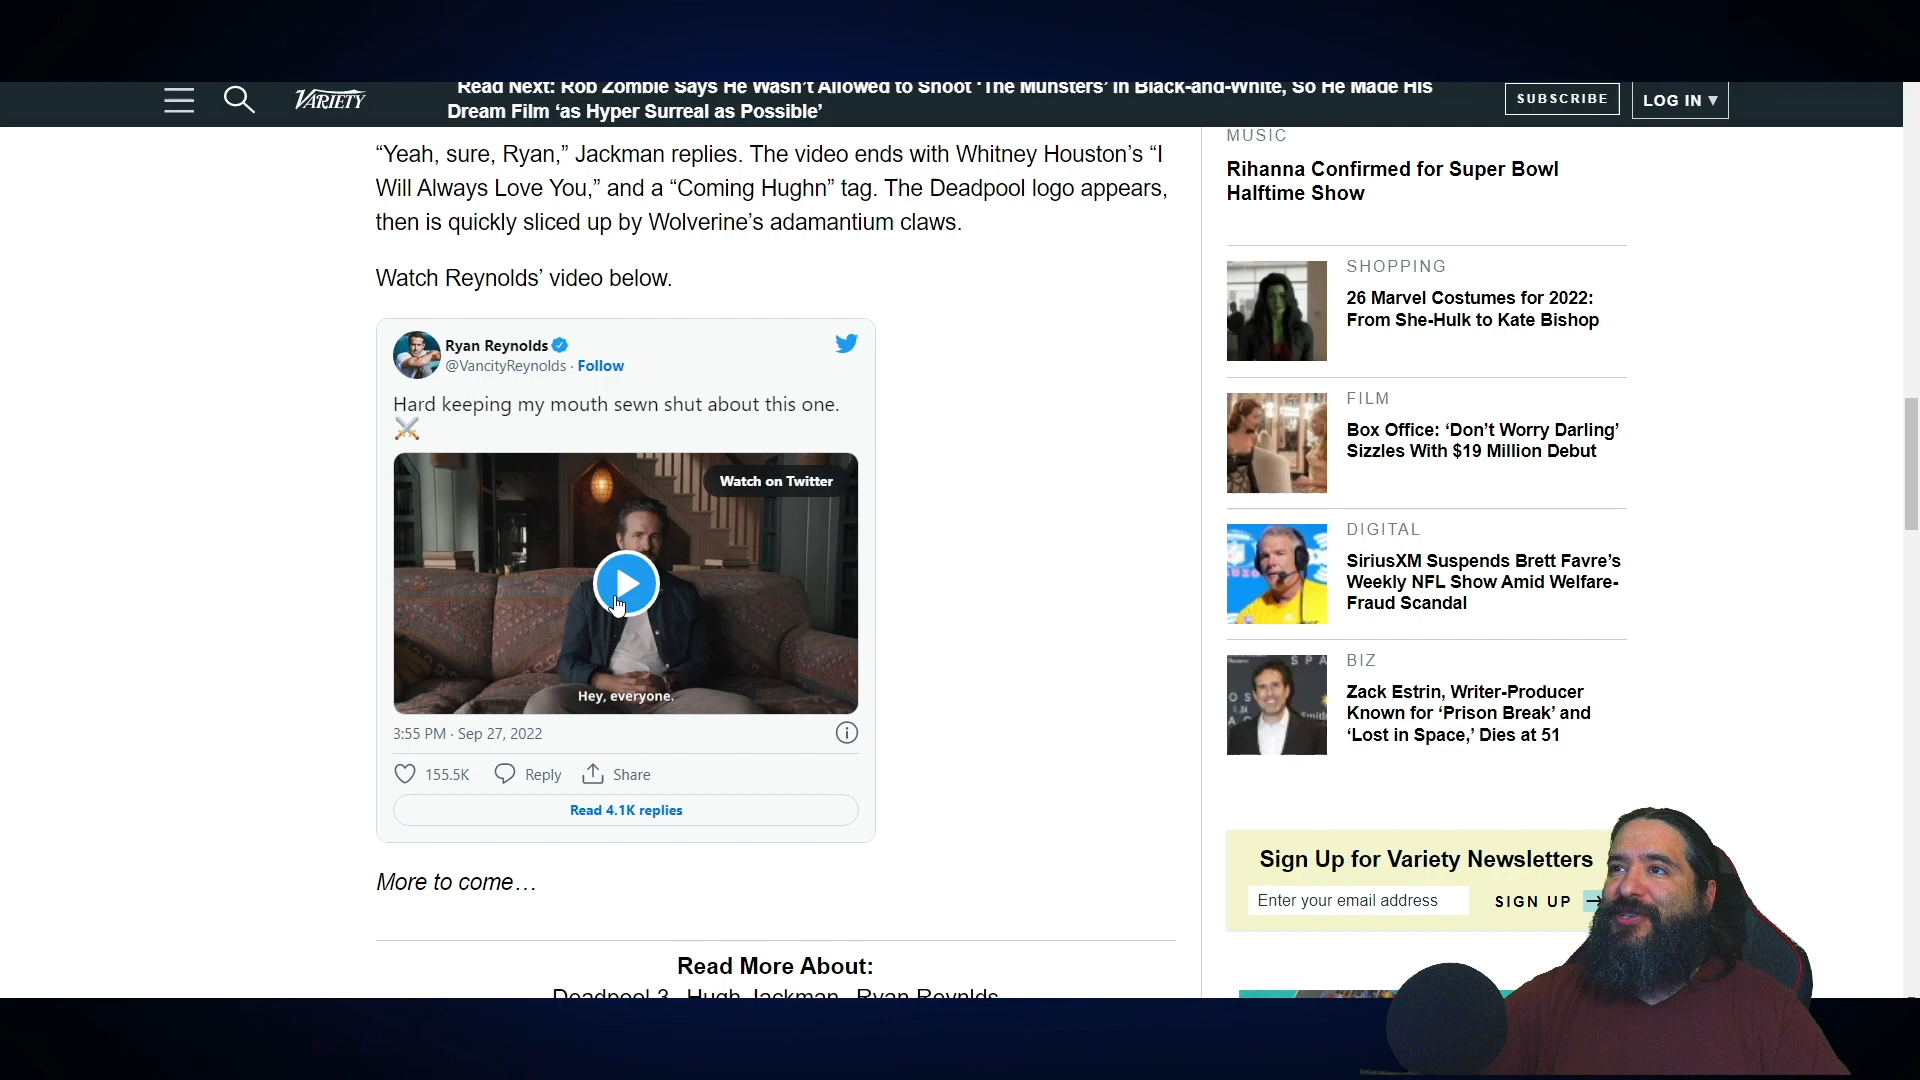 VARIETY
Read Next: Rob Zombie Says He Wasn't Allowed to Shoot 'The Munsters' in Black-and-White, So He Made His
Dream Film ‘as Hyper Surreal as Possible’
SUBSCRIBE
LOG IN ▼
“Yeah, sure, Ryan,” Jackman replies. The video ends with Whitney Houston’s “I
Will Always Love You,” and a “Coming Hughn” tag. The Deadpool logo appears,
then is quickly sliced up by Wolverine’s adamantium claws.
Watch Reynolds’ video below.
Ryan Reynolds
@VancityReynolds · Follow
Hard keeping my mouth sewn shut about this one.
⚔️
Watch on Twitter
Hey, everyone.
3:55 PM · Sep 27, 2022
155.5K Reply Share
Read 4.1K replies
More to come…
Read More About:
Deadpool 3, Hugh Jackman, Ryan Reynlds
MUSIC
Rihanna Confirmed for Super Bowl
Halftime Show
SHOPPING
26 Marvel Costumes for 2022:
From She-Hulk to Kate Bishop
FILM
Box Office: ‘Don’t Worry Darling’
Sizzles With $19 Million Debut
DIGITAL
SiriusXM Suspends Brett Favre’s
Weekly NFL Show Amid Welfare-
Fraud Scandal
BIZ
Zack Estrin, Writer-Producer
Known for ‘Prison Break’ and
‘Lost in Space,’ Dies at 51
Sign Up for Variety Newsletters
Enter your email address
SIGN UP →